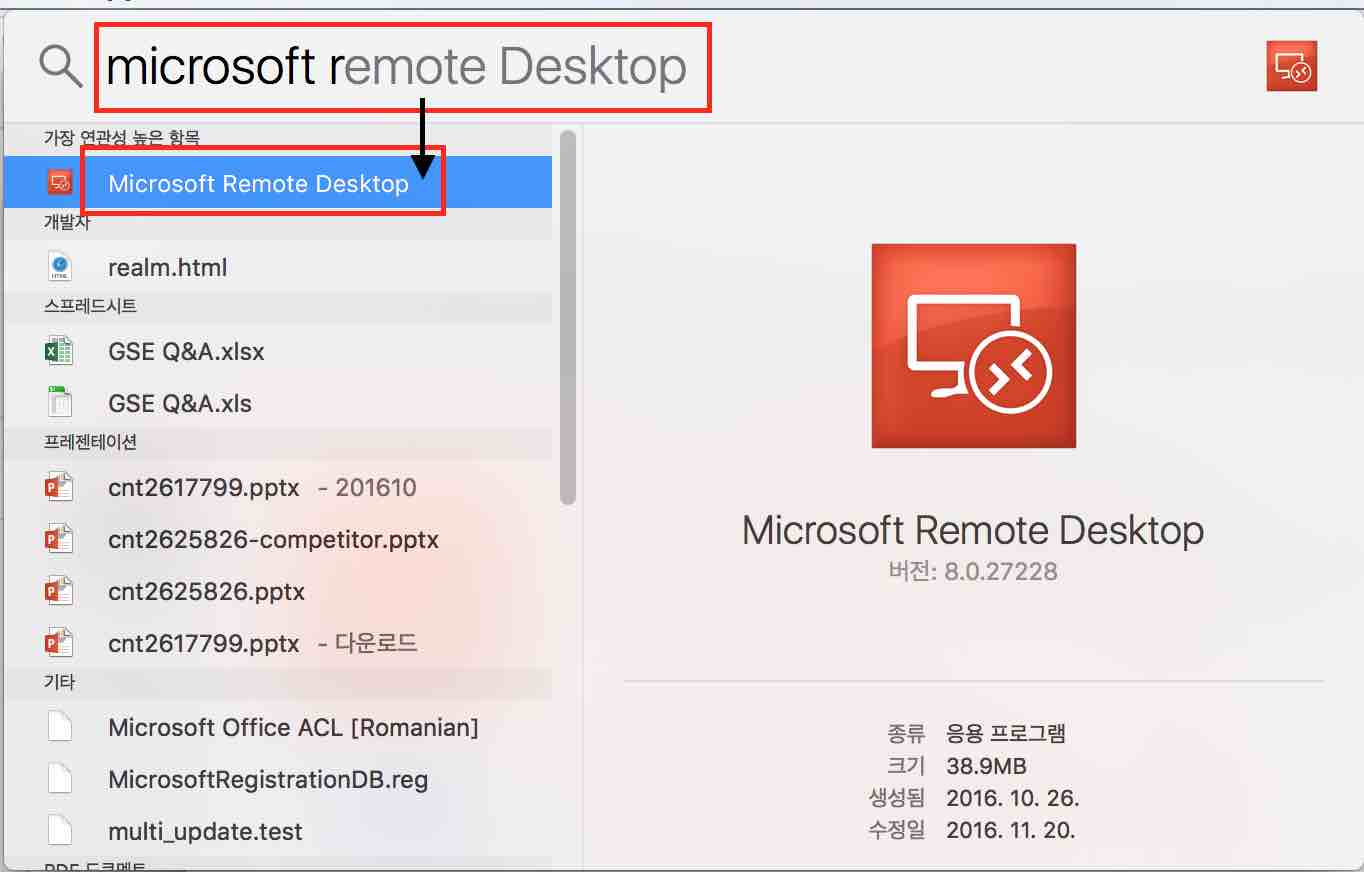 microsoft remote Desktop
가장 연관성 높은 항목
Microsoft Remote Desktop
개발자
realm.html
스프레드시트
GSE Q&A.xlsx
GSE Q&A.xls
프레젠테이션
cnt2617799.pptx - 201610
cnt2625826-competitor.pptx
cnt2625826.pptx
cnt2617799.pptx - 다운로드
기타
Microsoft Office ACL [Romanian]
MicrosoftRegistrationDB.reg
multi_update.test
Microsoft Remote Desktop
버전: 8.0.27228
종류 응용 프로그램
크기 38.9MB
생성됨 2016. 10. 26.
수정일 2016. 11. 20.